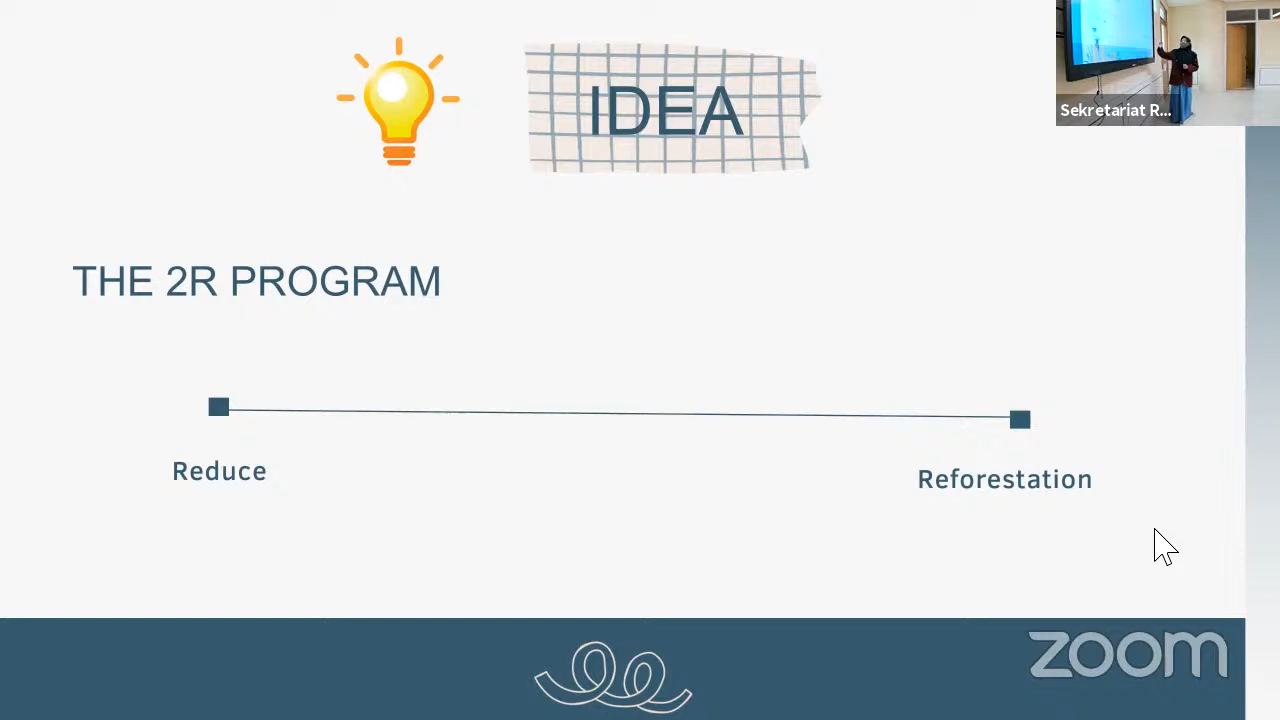 IDEA
Sekretariat R...
THE 2R PROGRAM
Reduce
Reforestation
zoom